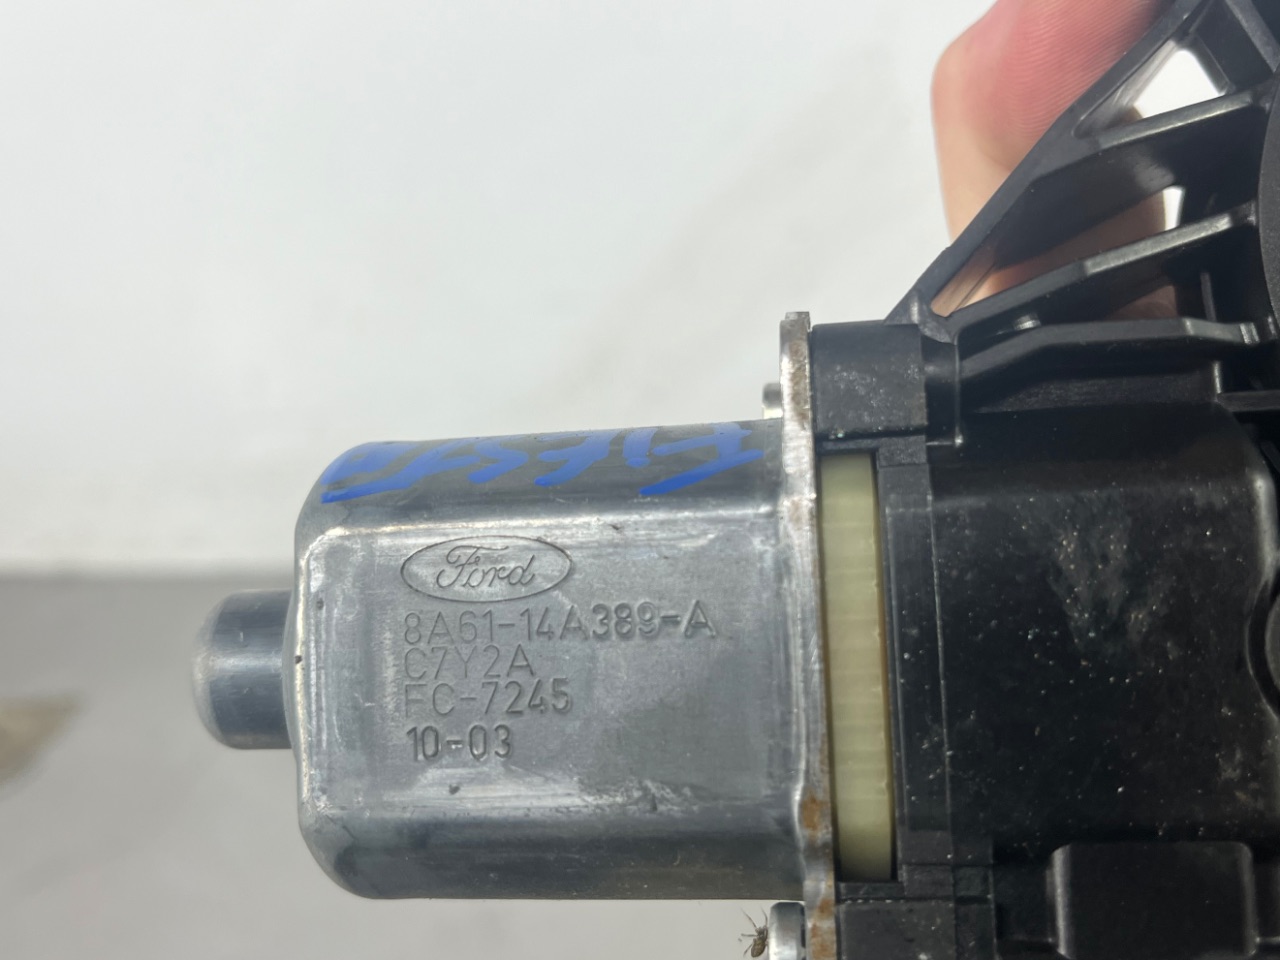 FIESTA
Ford
8A61-14A389-A
C7Y2A
FC-7245
10-03